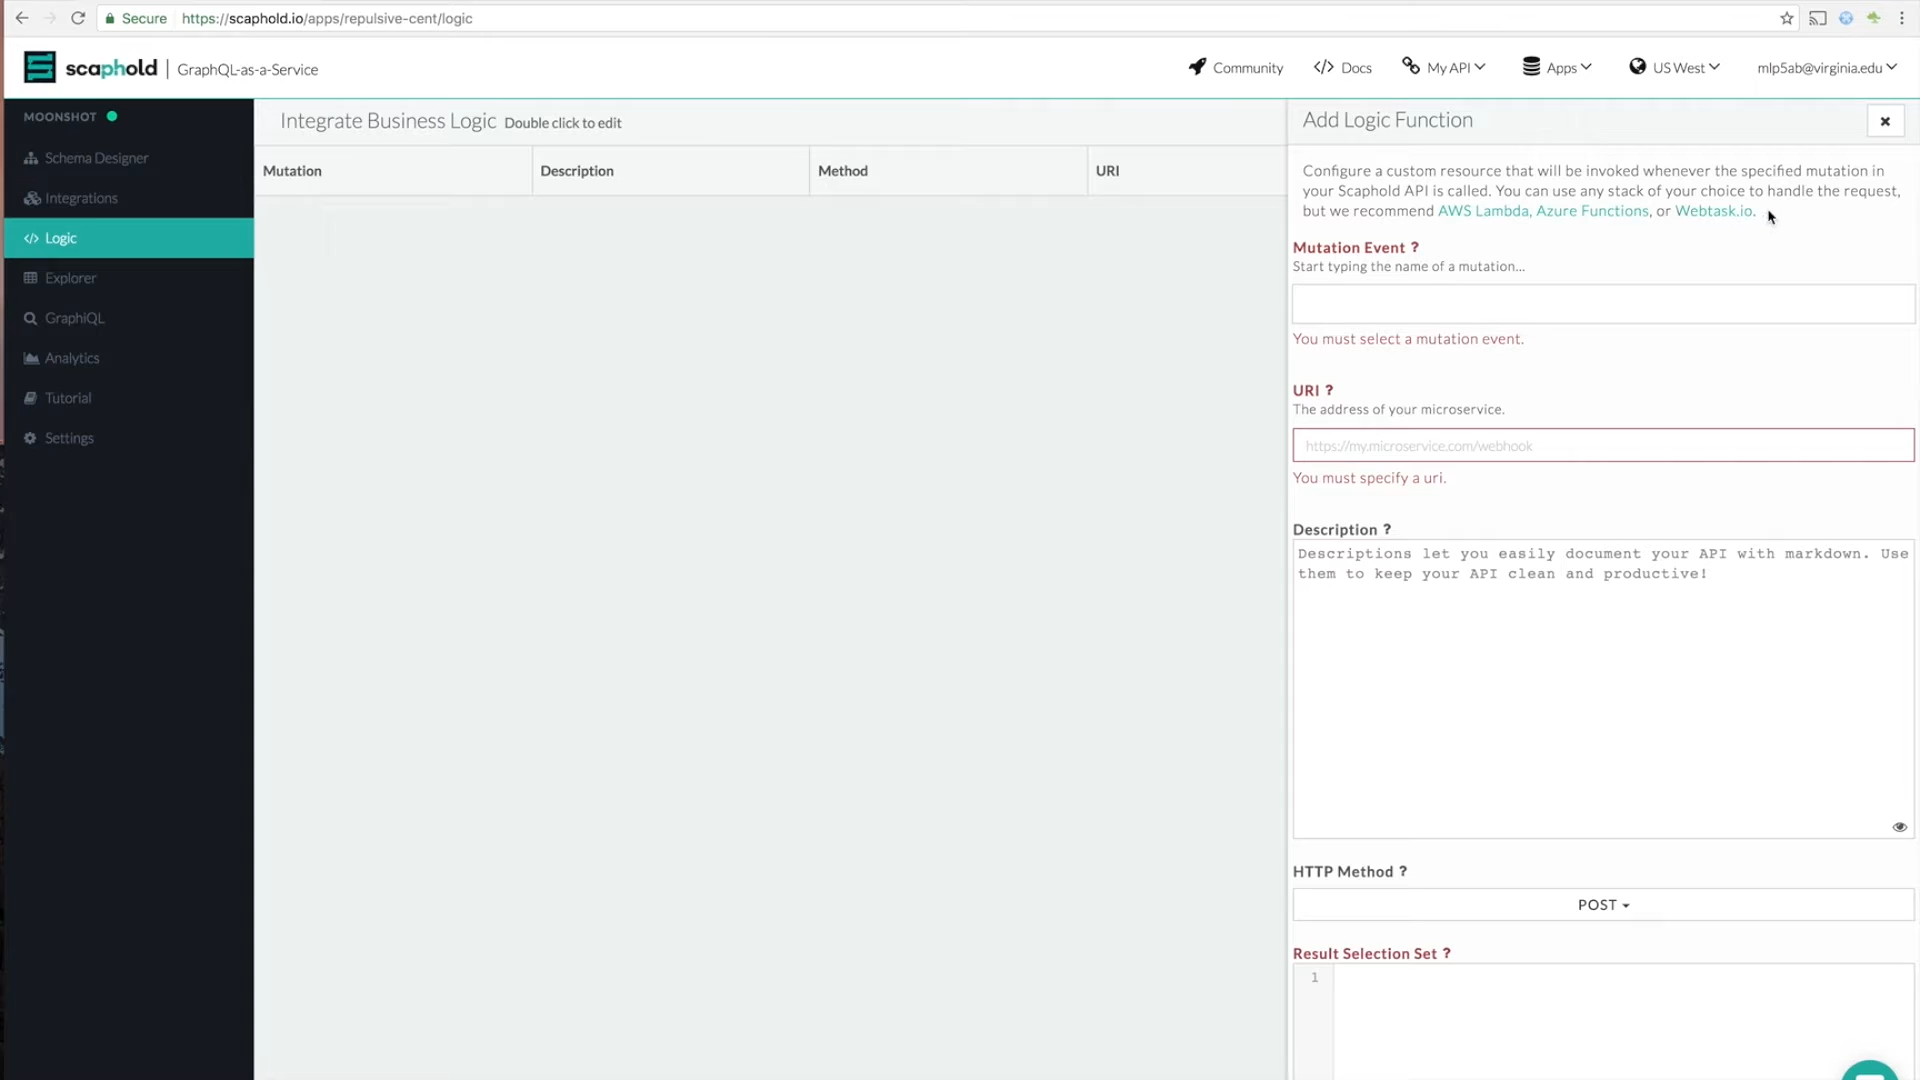 Secure https://scaphold.io/apps/repulsive-cent/logic
scaphold | GraphQL-as-a-Service
Community
</> Docs
My API
Apps
US West
mlp5ab@virginia.edu
MOONSHOT
Schema Designer
Integrations
</> Logic
Explorer
GraphiQL
Analytics
Tutorial
Settings
Integrate Business Logic Double click to edit
Mutation Description Method URI
Add Logic Function
Configure a custom resource that will be invoked whenever the specified mutation in
your Scaphold API is called. You can use any stack of your choice to handle the request,
but we recommend AWS Lambda, Azure Functions, or Webtask.io.
Mutation Event ?
Start typing the name of a mutation...
You must select a mutation event.
URI ?
The address of your microservice.
https://my.microservice.com/webhook
You must specify a uri.
Description ?
Descriptions let you easily document your API with markdown. Use
them to keep your API clean and productive!
HTTP Method ?
POST
Result Selection Set ?
1